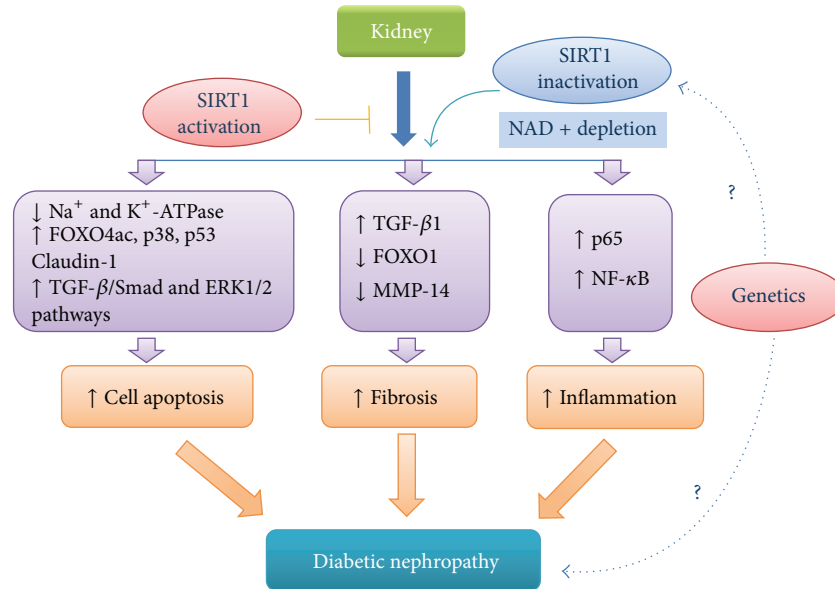 Kidney
SIRT1
inactivation
SIRT1
activation
NAD + depletion
?
↓ Na⁺ and K⁺-ATPase
↑ FOXO4ac, p38, p53
Claudin-1
↑ TGF-β/Smad and ERK1/2
pathways
↑ TGF-β1
↓ FOXO1
↓ MMP-14
↑ p65
↑ NF-κB
Genetics
↑ Cell apoptosis
↑ Fibrosis
↑ Inflammation
?
Diabetic nephropathy